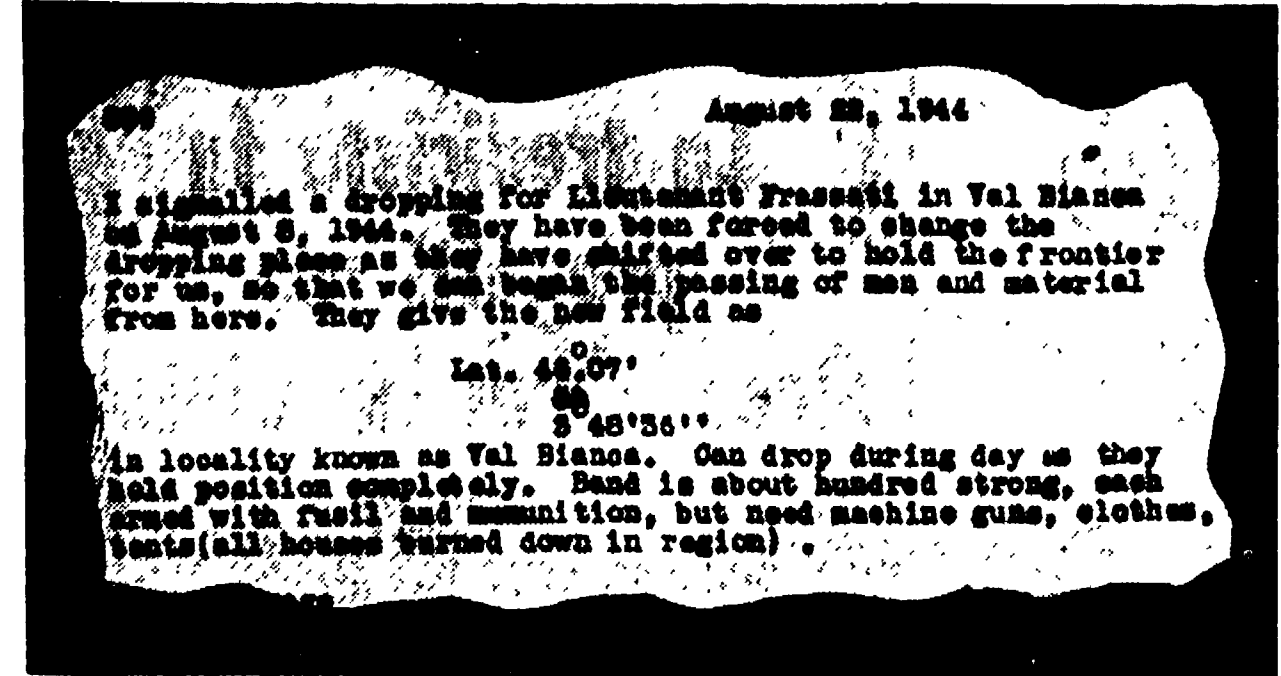 August 22, 1944
I signalled a dropping for Lieutenant Frassati in Val Bianca
on August 8, 1944. They have been forced to change the
dropping place as they have shifted over to hold the frontier
for us, so that we can began the passing of men and material
from here. They give the new field as
Lat.
3°48'36''
in locality known as Val Bianca. Can drop during day as they
hold position completely. Band is about hundred strong, each
armed with fusil and ammunition, but need machine guns, clothes,
tents(all houses burned down in region).